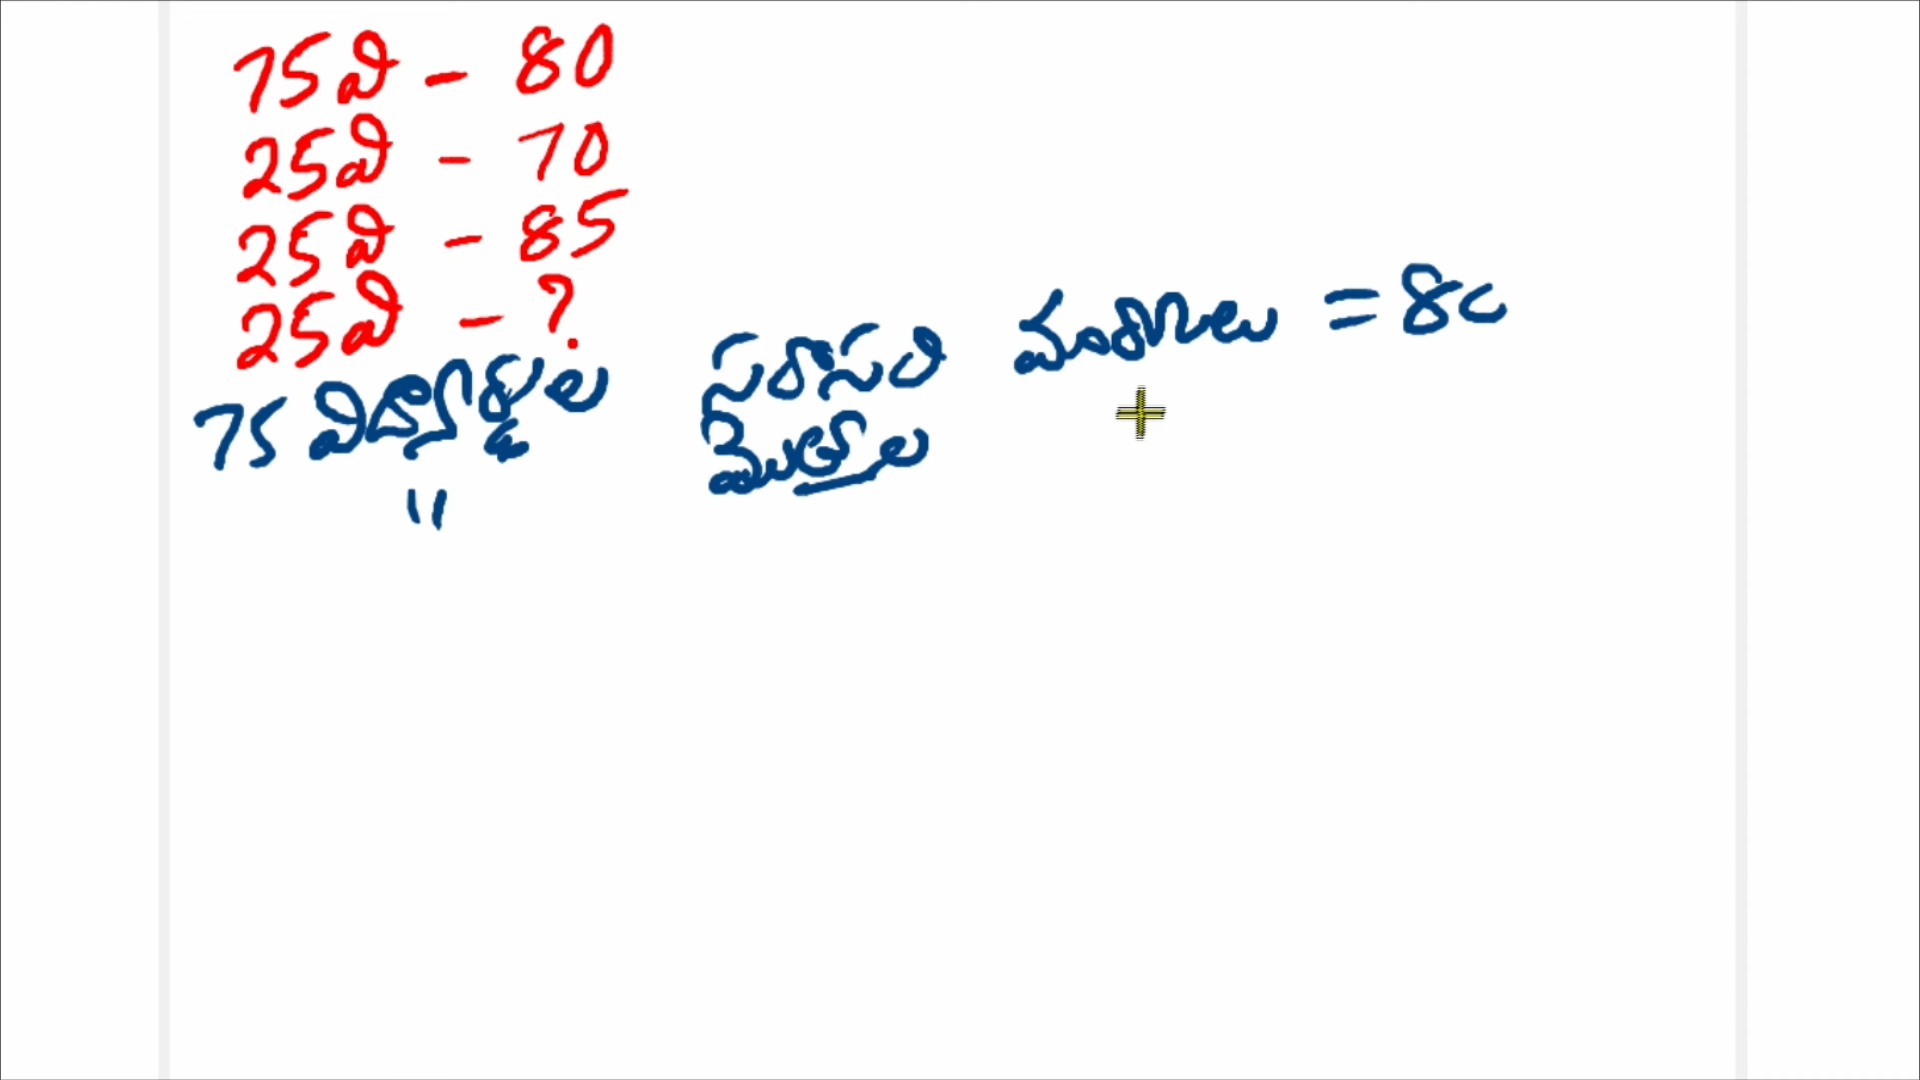 75వి - 80
25వి - 70
25వి - 85
25వి - ?
75 విద్యార్థుల సరాసరి మార్కులు = 80
" మొత్తాల